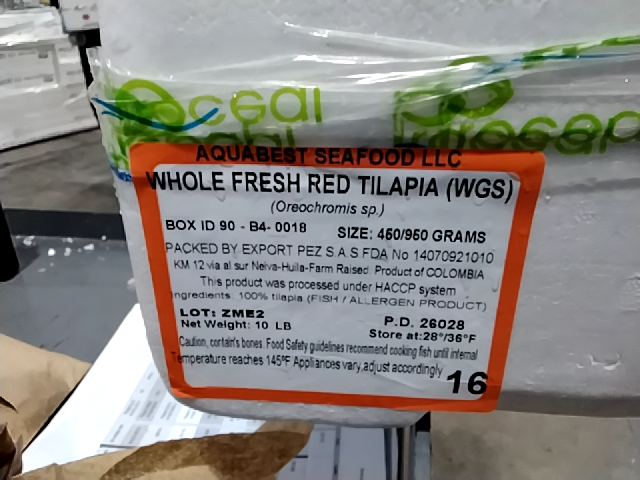 AQUABEST SEAFOOD LLC
WHOLE FRESH RED TILAPIA (WGS)
(Oreochromis sp.)
BOX ID 90 - B4- 0018 SIZE: 450/950 GRAMS
PACKED BY EXPORT PEZ S.A.S FDA No 14070921010
KM 12 via al sur Neiva-Huila-Farm Raised. Product of COLOMBIA
This product was processed under HACCP system
Ingredients: 100% tilapia (FISH / ALLERGEN PRODUCT)
LOT: ZME2 P.D. 26028
Net Weight: 10 LB Store at:28°/36°F
Caution, contain's bones. Food Safety guidelines recommend cooking fish until internal
Temperature reaches 145ºF Appliances vary,adjust accordingly
16